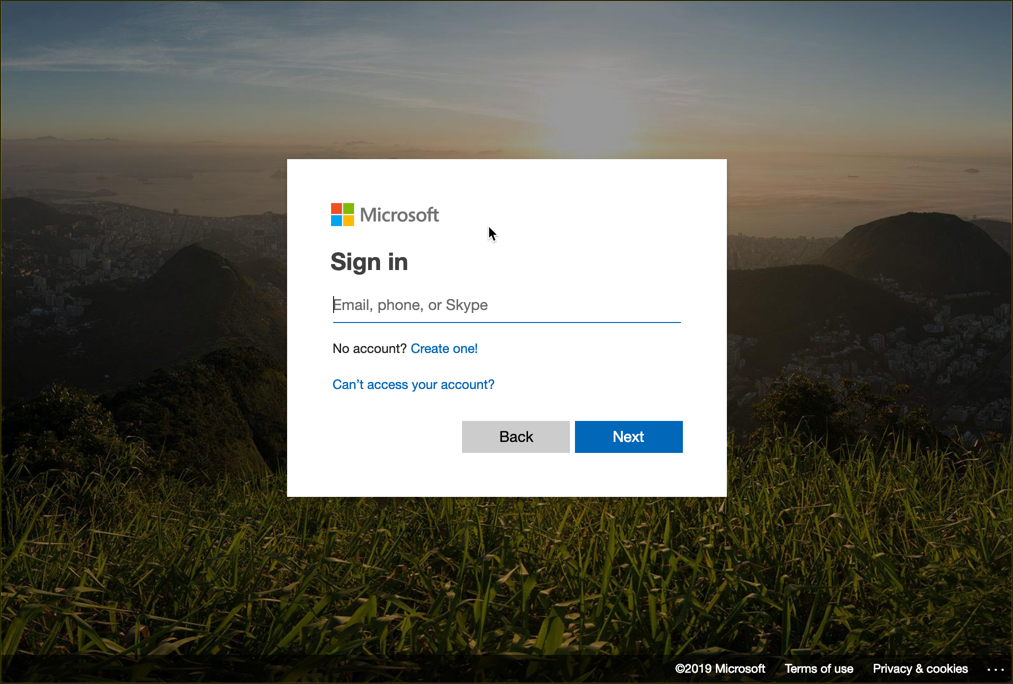 Microsoft
Sign in
Email, phone, or Skype
No account? Create one!
Can't access your account?
Back Next
©2019 Microsoft Terms of use Privacy & cookies ...